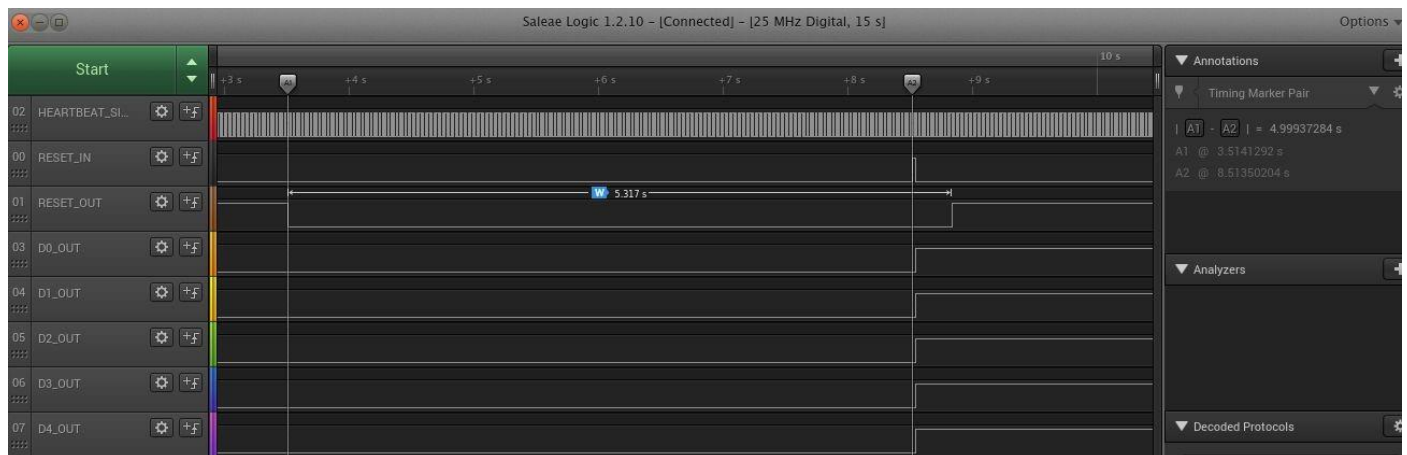 Saleae Logic 1.2.10 - [Connected] - [25 MHz Digital, 15 s]
Options
Start
10 s
+3 s
A1
+4 s
+5 s
+6 s
+7 s
+8 s
A2
+9 s
Annotations
Timing Marker Pair
| A1 - A2 | = 4.99937284 s
A1 @ 3.5141292 s
A2 @ 8.51350204 s
02 HEARTBEAT_SI...
00 RESET_IN
W 5.317 s
01 RESET_OUT
03 D0_OUT
Analyzers
04 D1_OUT
05 D2_OUT
06 D3_OUT
07 D4_OUT
Decoded Protocols